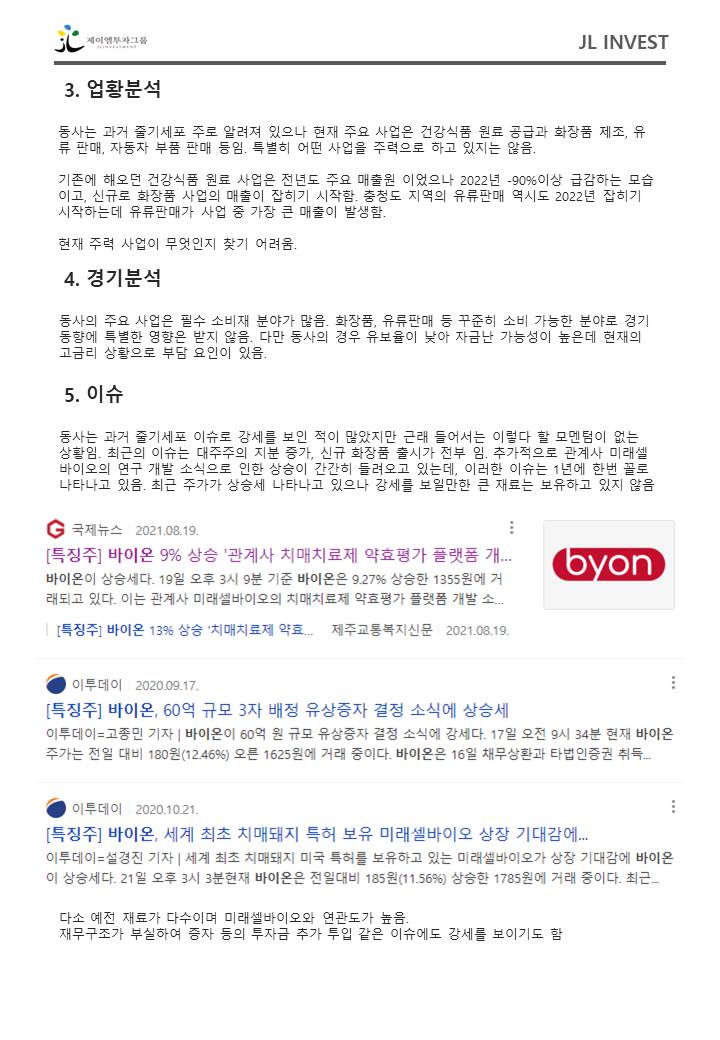 제이엘투자그룹
JLINVESTMENT
JL INVEST
3. 업황분석
동사는 과거 줄기세포 주로 알려져 있으나 현재 주요 사업은 건강식품 원료 공급과 화장품 제조, 유
류 판매, 자동차 부품 판매 등임. 특별히 어떤 사업을 주력으로 하고 있지는 않음.
기존에 해오던 건강식품 원료 사업은 전년도 주요 매출원 이었으나 2022년 -90%이상 급감하는 모습
이고, 신규로 화장품 사업의 매출이 잡히기 시작함. 충청도 지역의 유류판매 역시도 2022년 잡히기
시작하는데 유류판매가 사업 중 가장 큰 매출이 발생함.
현재 주력 사업이 무엇인지 찾기 어려움.
4. 경기분석
동사의 주요 사업은 필수 소비재 분야가 많음. 화장품, 유류판매 등 꾸준히 소비 가능한 분야로 경기
동향에 특별한 영향은 받지 않음. 다만 동사의 경우 유보율이 낮아 자금난 가능성이 높은데 현재의
고금리 상황으로 부담 요인이 있음.
5. 이슈
동사는 과거 줄기세포 이슈로 강세를 보인 적이 많았지만 근래 들어서는 이렇다 할 모멘텀이 없는
상황임. 최근의 이슈는 대주주의 지분 증가, 신규 화장품 출시가 전부 임. 추가적으로 관계사 미래셀
바이오의 연구 개발 소식으로 인한 상승이 간간히 들려오고 있는데, 이러한 이슈는 1년에 한번 꼴로
나타나고 있음. 최근 주가가 상승세 나타나고 있으나 강세를 보일만한 큰 재료는 보유하고 있지 않음
국제뉴스 2021.08.19.
[특징주] 바이온 9% 상승 '관계사 치매치료제 약효평가 플랫폼 개...
바이온이 상승세다. 19일 오후 3시 9분 기준 바이온은 9.27% 상승한 1355원에 거
래되고 있다. 이는 관계사 미래셀바이오의 치매치료제 약효평가 플랫폼 개발 소...
byon
[특징주] 바이온 13% 상승 '치매치료제 약효... 제주교통복지신문 2021.08.19.
이투데이 2020.09.17.
[특징주] 바이온, 60억 규모 3자 배정 유상증자 결정 소식에 상승세
이투데이=고종민 기자 | 바이온이 60억 원 규모 유상증자 결정 소식에 강세다. 17일 오전 9시 34분 현재 바이온
주가는 전일 대비 180원(12.46%) 오른 1625원에 거래 중이다. 바이온은 16일 채무상환과 타법인증권 취득...
이투데이 2020.10.21.
[특징주] 바이온, 세계 최초 치매돼지 특허 보유 미래셀바이오 상장 기대감에...
이투데이=설경진 기자 | 세계 최초 치매돼지 미국 특허를 보유하고 있는 미래셀바이오가 상장 기대감에 바이온
이 상승세다. 21일 오후 3시 3분현재 바이온은 전일대비 185원(11.56%) 상승한 1785원에 거래 중이다. 최근...
다소 예전 재료가 다수이며 미래셀바이오와 연관도가 높음.
재무구조가 부실하여 증자 등의 투자금 추가 투입 같은 이슈에도 강세를 보이기도 함